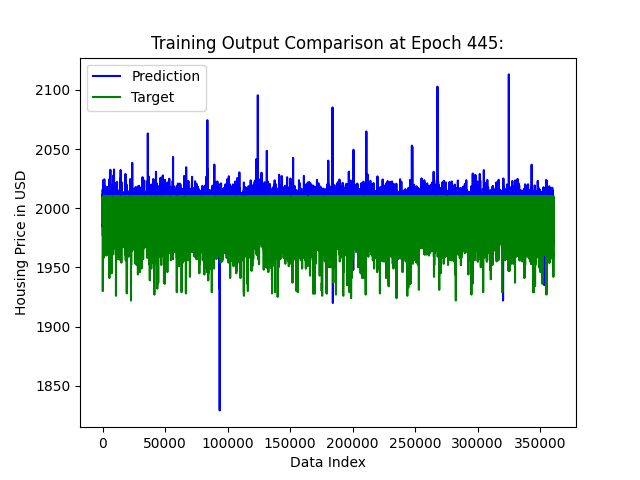 Training Output Comparison at Epoch 445:
Prediction
Target
2100
2050
2000
1950
1900
1850
Housing Price in USD
0
50000
100000
150000
200000
250000
300000
350000
Data Index